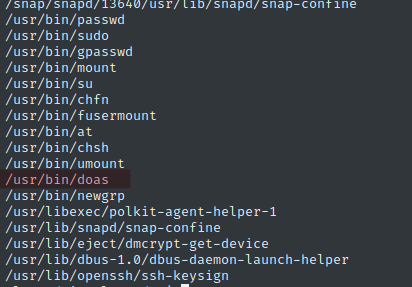 /snap/snapd/13640/usr/lib/snapd/snap-confine
/usr/bin/passwd
/usr/bin/sudo
/usr/bin/gpasswd
/usr/bin/mount
/usr/bin/su
/usr/bin/chfn
/usr/bin/fusermount
/usr/bin/at
/usr/bin/chsh
/usr/bin/umount
/usr/bin/doas
/usr/bin/newgrp
/usr/libexec/polkit-agent-helper-1
/usr/lib/snapd/snap-confine
/usr/lib/eject/dmcrypt-get-device
/usr/lib/dbus-1.0/dbus-daemon-launch-helper
/usr/lib/openssh/ssh-keysign